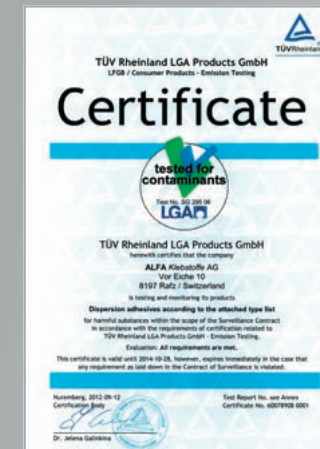 TÜVRheinland
TÜV Rheinland LGA Products GmbH
LFGB / Consumer Products - Emission Testing
Certificate
tested for
contaminants
Test No. SG 295 06
LGA
TÜV Rheinland LGA Products GmbH
herewith certifies that the company
ALFA Klebstoffe AG
Vor Eiche 10
8197 Rafz / Switzerland
is testing and monitoring its products
Dispersion adhesives according to the attached type list
for harmful substances within the scope of the Surveillance Contract
in accordance with the requirements of certification related to
TÜV Rheinland LGA Products GmbH - Emission Testing.
Evaluation: All requirements are met.
This certificate is valid until 2014-10-28, however, expires immediately in the case that
any requirement as laid down in the Contract of Surveillance is violated.
Nuremberg, 2012-09-12
Certification Body
Test Report No. see Annex
Certificate No. 60078908 0001
Dr. Jelena Galinkina